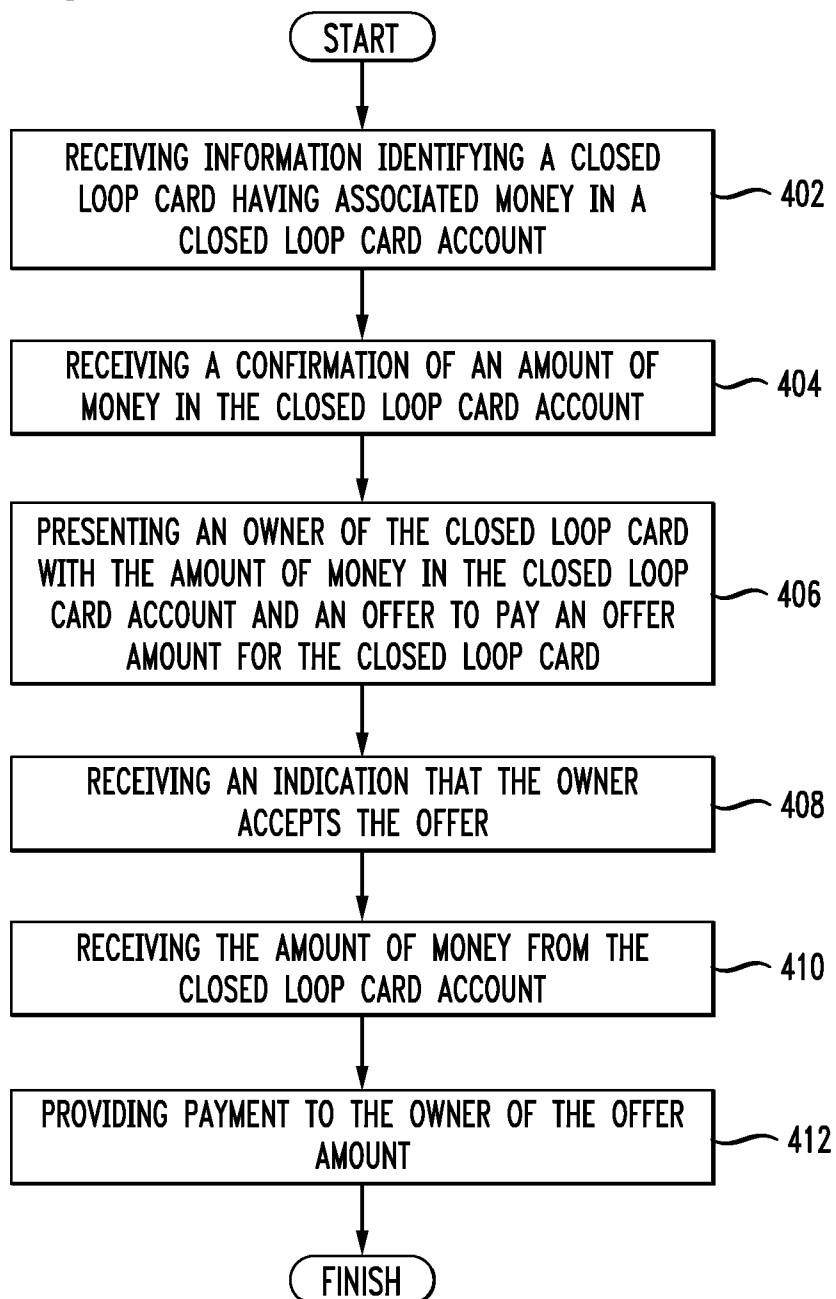 START
RECEIVING INFORMATION IDENTIFYING A CLOSED
LOOP CARD HAVING ASSOCIATED MONEY IN A
CLOSED LOOP CARD ACCOUNT
402
RECEIVING A CONFIRMATION OF AN AMOUNT OF
MONEY IN THE CLOSED LOOP CARD ACCOUNT
404
PRESENTING AN OWNER OF THE CLOSED LOOP CARD
WITH THE AMOUNT OF MONEY IN THE CLOSED LOOP
CARD ACCOUNT AND AN OFFER TO PAY AN OFFER
AMOUNT FOR THE CLOSED LOOP CARD
406
RECEIVING AN INDICATION THAT THE OWNER
ACCEPTS THE OFFER
408
RECEIVING THE AMOUNT OF MONEY FROM THE
CLOSED LOOP CARD ACCOUNT
410
PROVIDING PAYMENT TO THE OWNER OF THE OFFER
AMOUNT
412
FINISH